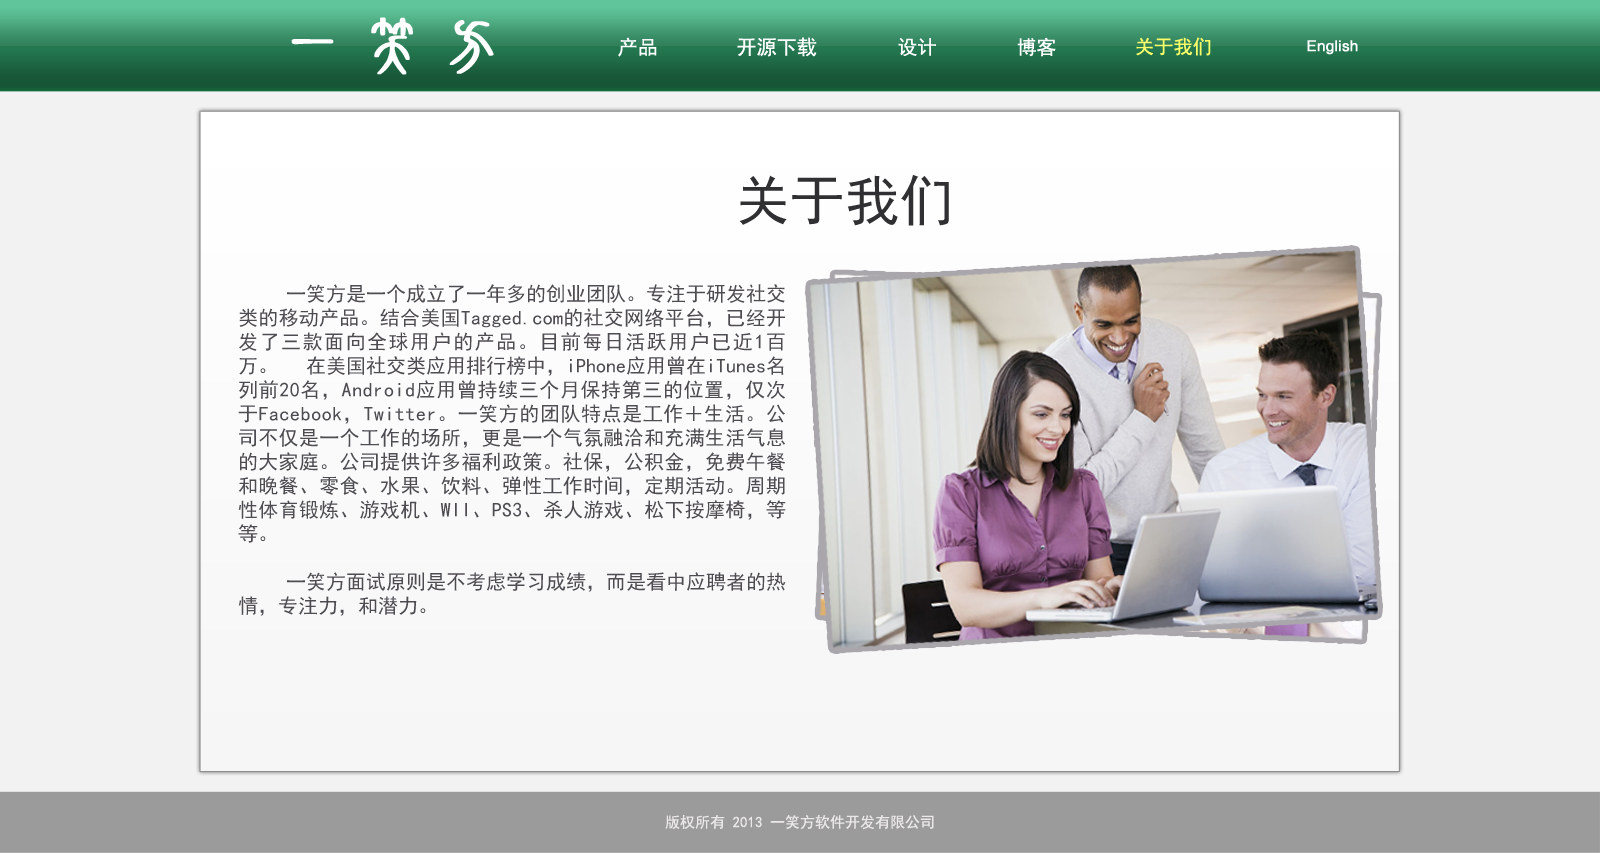 一笑方
产品 开源下载 设计 博客 关于我们 English
关于我们
一笑方是一个成立了一年多的创业团队。专注于研发社交
类的移动产品。结合美国Tagged.com的社交网络平台，已经开
发了三款面向全球用户的产品。目前每日活跃用户已近1百
万。 在美国社交类应用排行榜中，iPhone应用曾在iTunes名
列前20名，Android应用曾持续三个月保持第三的位置，仅次
于Facebook，Twitter。一笑方的团队特点是工作＋生活。公
司不仅是一个工作的场所，更是一个气氛融洽和充满生活气息
的大家庭。公司提供许多福利政策。社保，公积金，免费午餐
和晚餐、零食、水果、饮料、弹性工作时间，定期活动。周期
性体育锻炼、游戏机、WII、PS3、杀人游戏、松下按摩椅，等
等。
一笑方面试原则是不考虑学习成绩，而是看中应聘者的热
情，专注力，和潜力。
版权所有 2013 一笑方软件开发有限公司